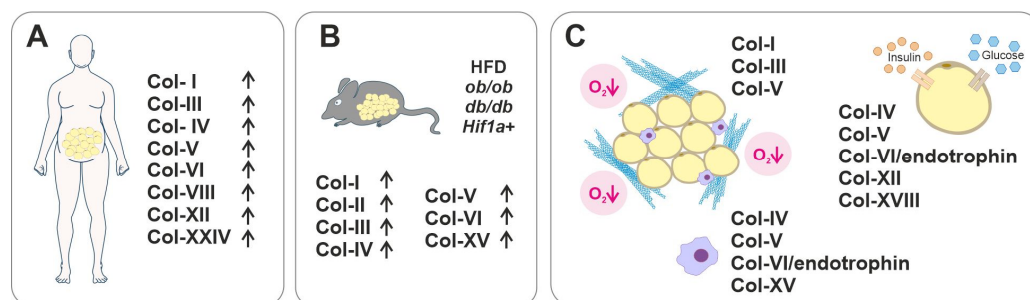 A
Col- I ↑
Col-III ↑
Col- IV ↑
Col-V ↑
Col-VI ↑
Col-VIII ↑
Col-XII ↑
Col-XXIV ↑
B
HFD
ob/ob
db/db
Hif1a+
Col-I ↑
Col-II ↑
Col-III ↑
Col-IV ↑
Col-V ↑
Col-VI ↑
Col-XV ↑
C
O₂↓
O₂↓
O₂↓
Col-I
Col-III
Col-V
Insulin
Glucose
Col-IV
Col-V
Col-VI/endotrophin
Col-XII
Col-XVIII
Col-IV
Col-V
Col-VI/endotrophin
Col-XV